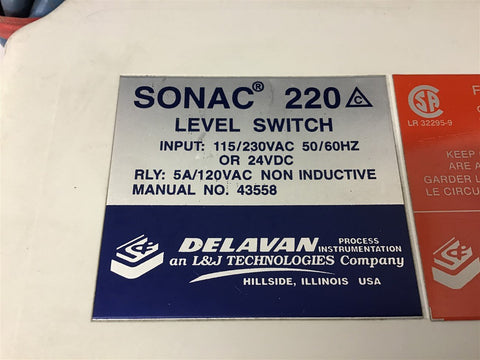 SONAC® 220 C
LEVEL SWITCH
INPUT: 115/230VAC 50/60HZ
OR 24VDC
RLY: 5A/120VAC NON INDUCTIVE
MANUAL NO. 43558
DELAVAN PROCESS INSTRUMENTATION
an L&J TECHNOLOGIES Company
HILLSIDE, ILLINOIS USA
LR 32295-9
KEEP
ARE A
GARDER L
LE CIRCU